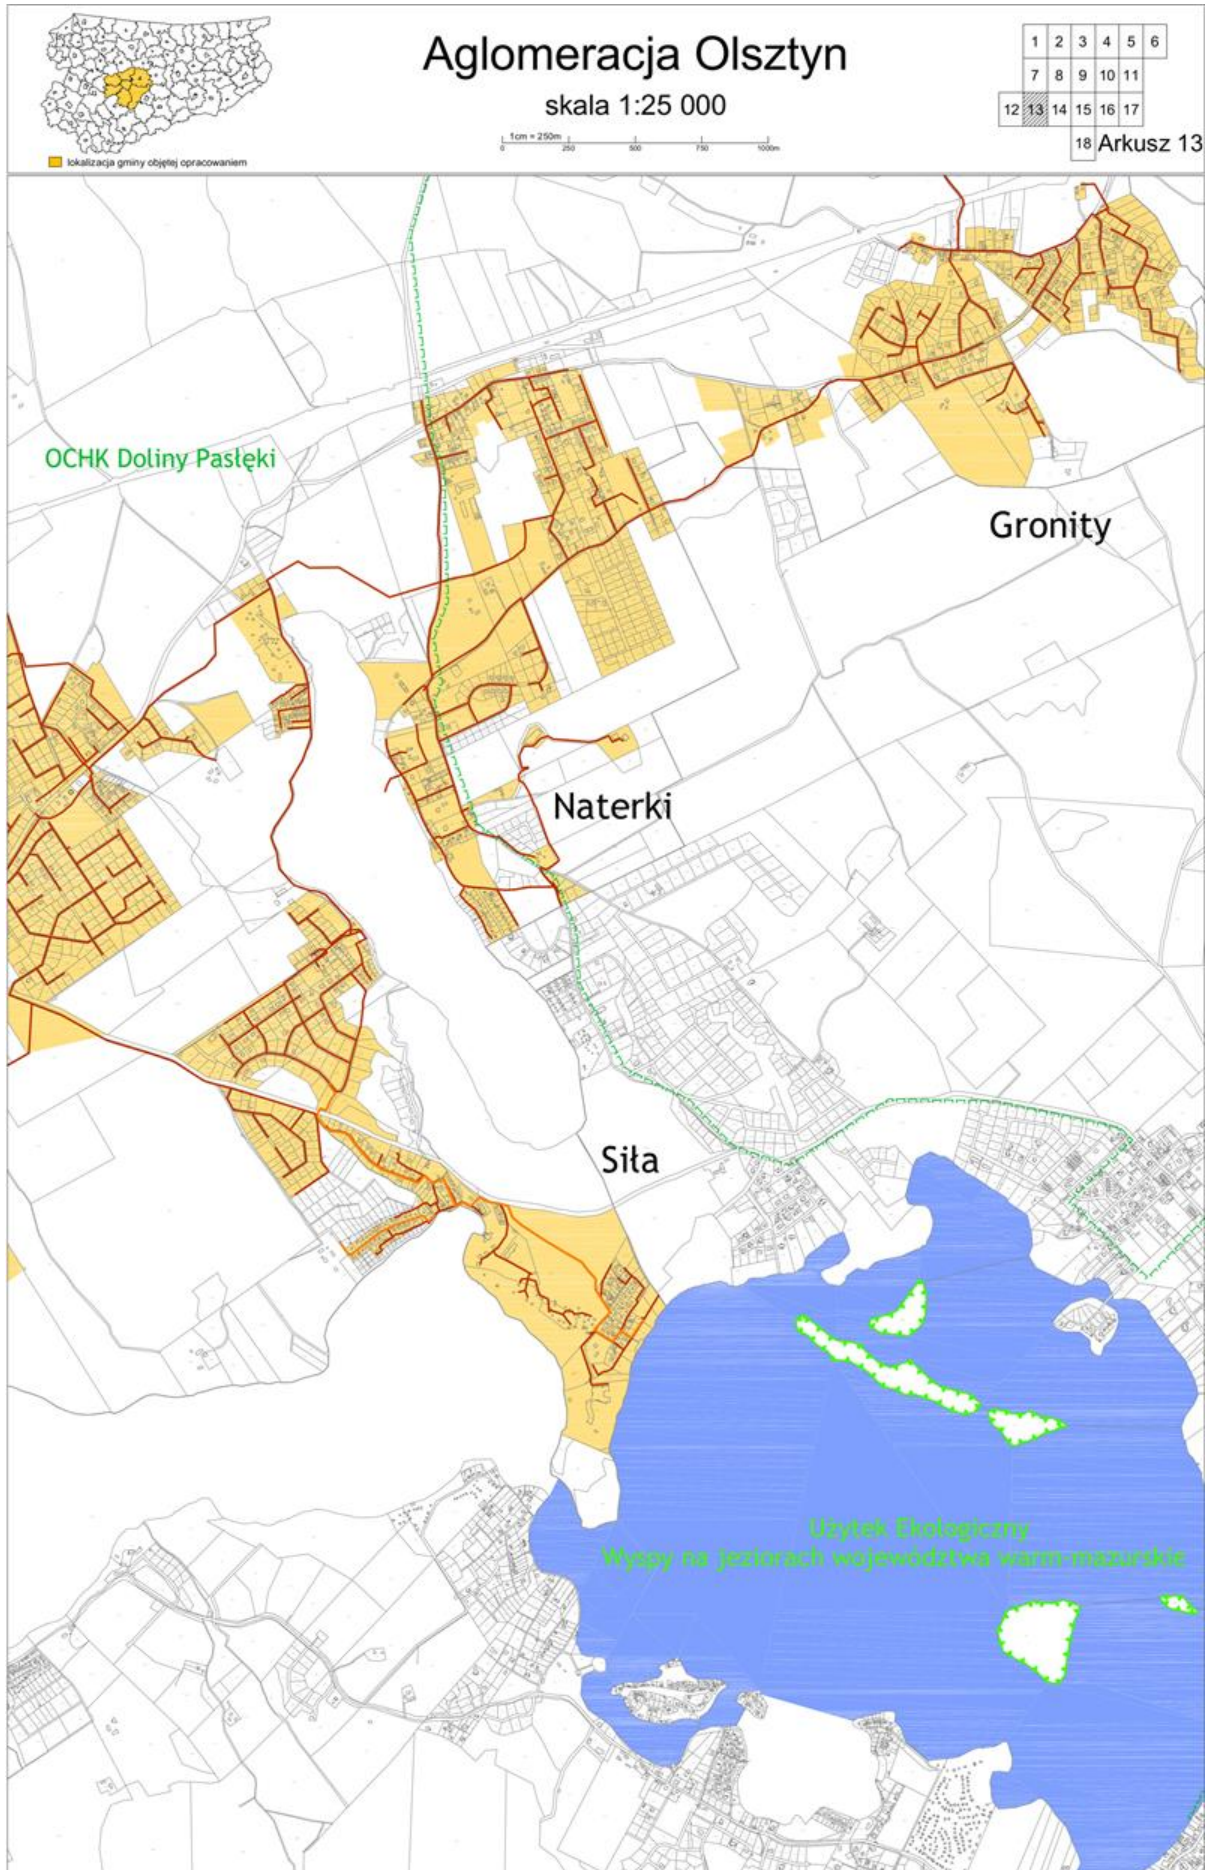 Aglomeracja Olsztyn
skala 1:25 000
1cm = 250m
0 250 500 750 1000m
lokalizacja gminy objętej opracowaniem
1 2 3 4 5 6
7 8 9 10 11
12 13 14 15 16 17
18 Arkusz 13
OCHK Doliny Pasłęki
Gronity
Naterki
Siła
Użytek Ekologiczny
Wyspy na jeziorach województwa warm-mazurskie